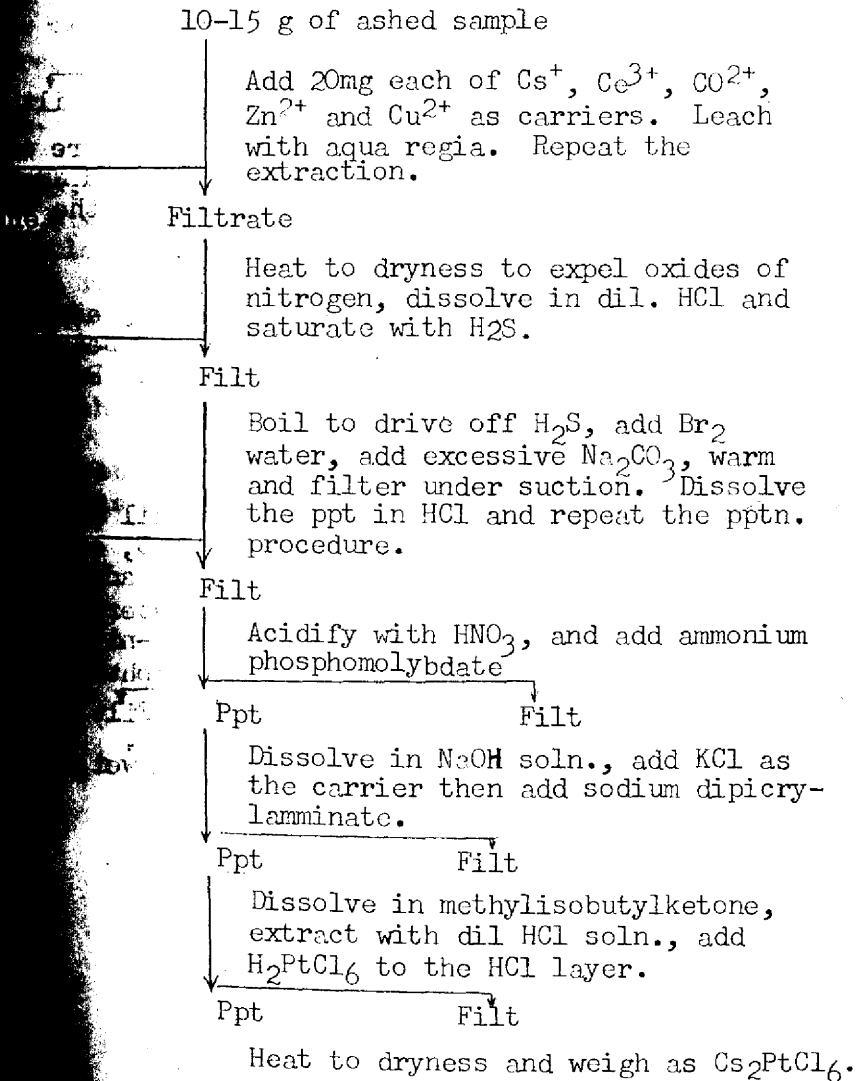 10-15 g of ashed sample
Add 20mg each of Cs⁺, Ce³⁺, CO²⁺,
Zn²⁺ and Cu²⁺ as carriers. Leach
with aqua regia. Repeat the
extraction.
Filtrate
Heat to dryness to expel oxides of
nitrogen, dissolve in dil. HCl and
saturate with H2S.
Filt
Boil to drive off H₂S, add Br₂
water, add excessive Na₂CO₃, warm
and filter under suction. Dissolve
the ppt in HCl and repeat the pptn.
procedure.
Filt
Acidify with HNO₃, and add ammonium
phosphomolybdate
Ppt Filt
Dissolve in NaOH soln., add KCl as
the carrier then add sodium dipicry-
lamminate.
Ppt Filt
Dissolve in methylisobutylketone,
extract with dil HCl soln., add
H₂PtCl₆ to the HCl layer.
Ppt Filt
Heat to dryness and weigh as Cs₂PtCl₆.